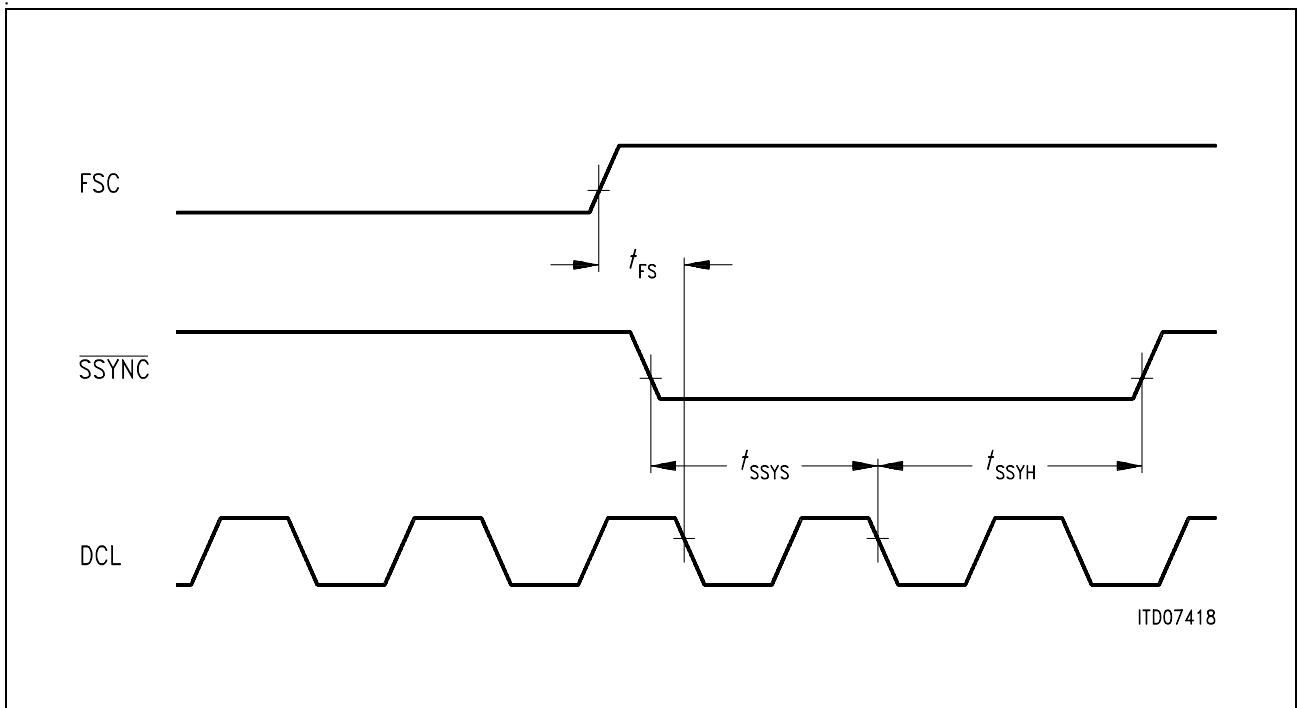 FSC
tFS
SSYNC
tSSYS
tSSYH
DCL
ITD07418